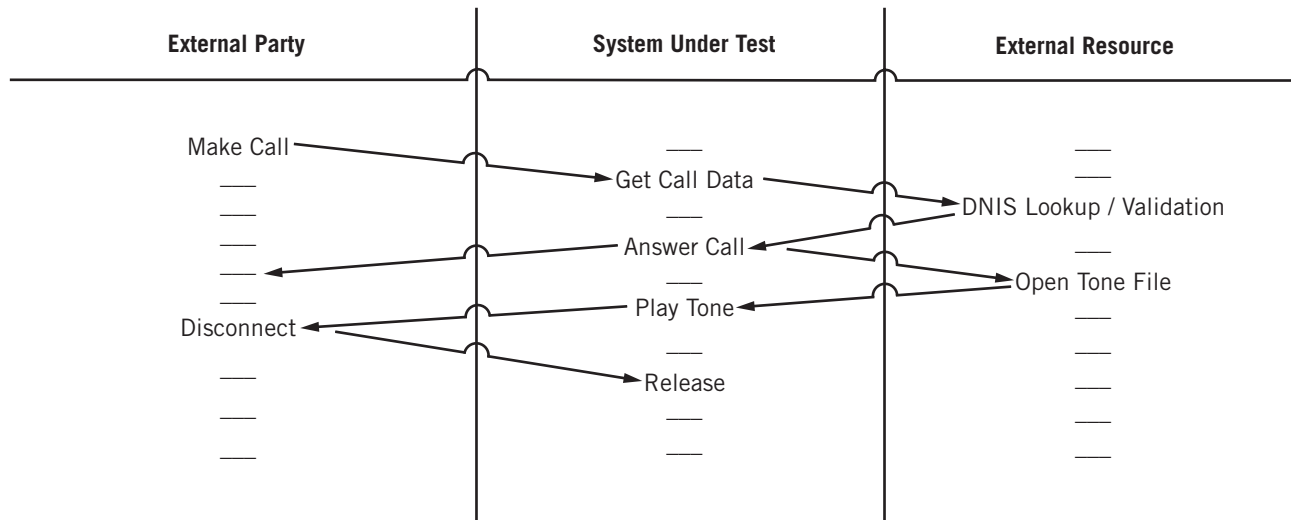 External Party
System Under Test
External Resource
Make Call
Get Call Data
DNIS Lookup / Validation
Answer Call
Open Tone File
Play Tone
Disconnect
Release